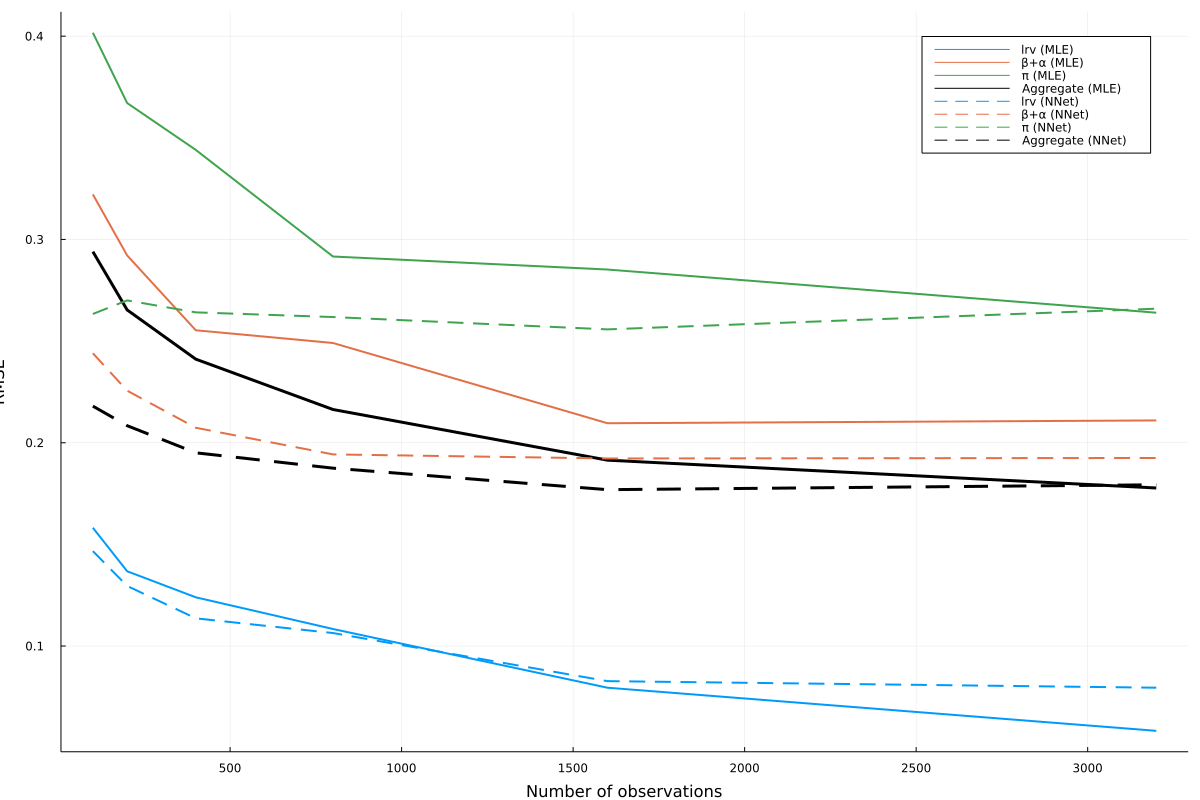 0.4
0.3
0.2
0.1
500
1000
1500
2000
2500
3000
Number of observations
lrv (MLE)
β+α (MLE)
π (MLE)
Aggregate (MLE)
lrv (NNet)
β+α (NNet)
π (NNet)
Aggregate (NNet)